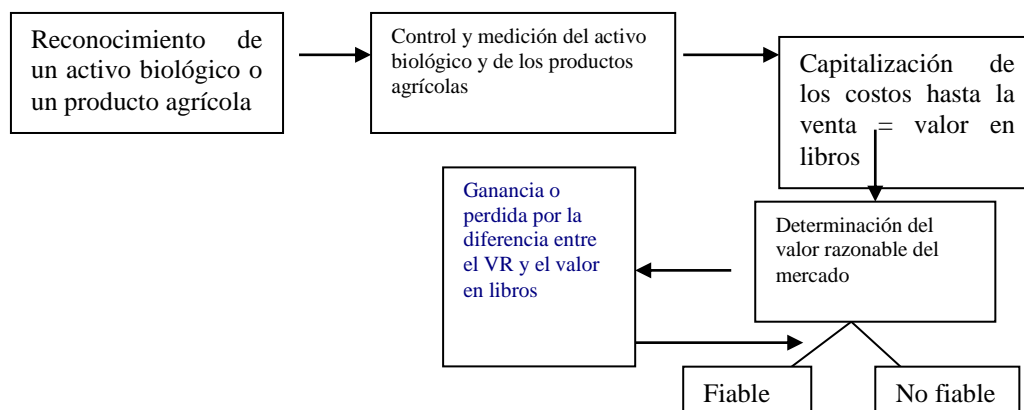 Reconocimiento de
un activo biológico o
un producto agrícola
Control y medición del activo
biológico y de los productos
agrícolas
Capitalización de
los costos hasta la
venta = valor en
libros
Ganancia o
perdida por la
diferencia entre
el VR y el valor
en libros
Determinación del
valor razonable del
mercado
Fiable
No fiable